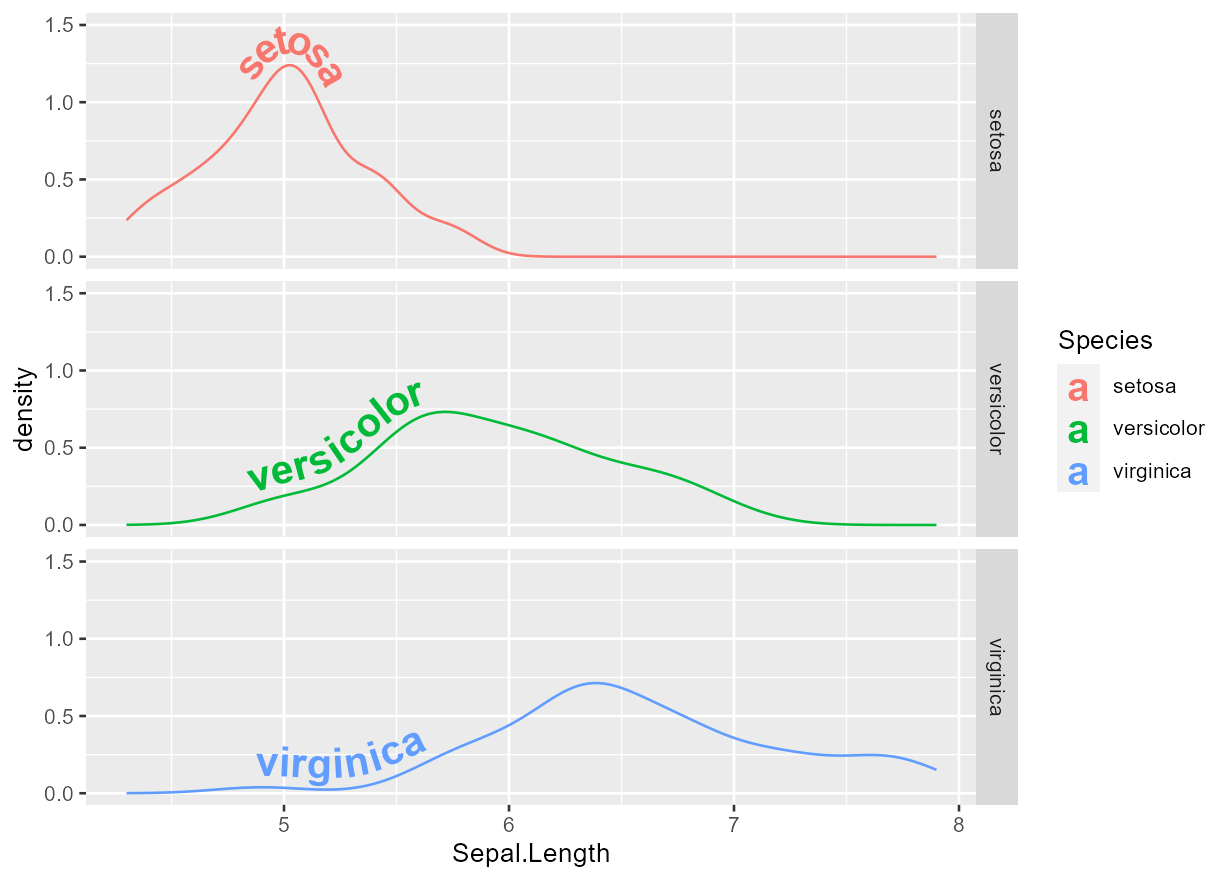 1.5
1.0
0.5
0.0
setosa
setosa
1.5
1.0
0.5
0.0
versicolor
versicolor
1.5
1.0
0.5
0.0
virginica
virginica
5 6 7 8
Sepal.Length
density
Species
a setosa
a versicolor
a virginica